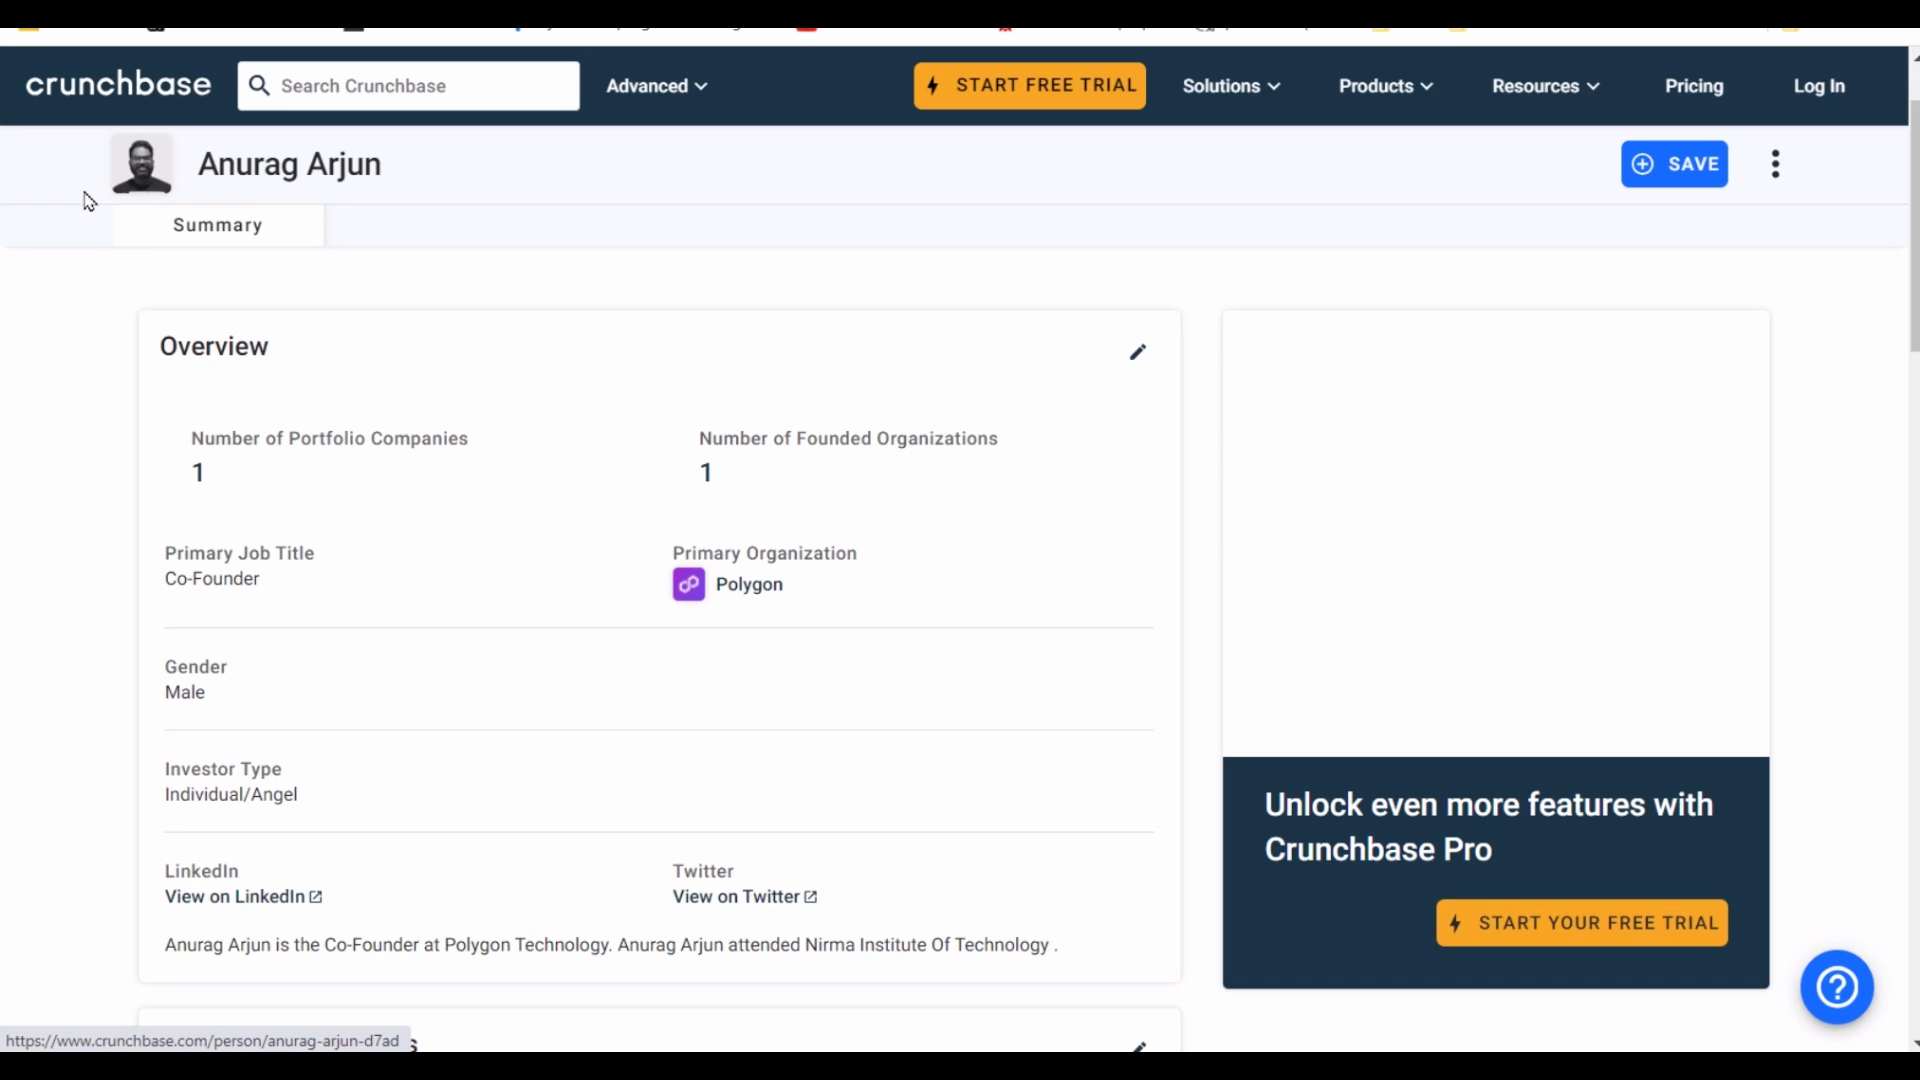 crunchbase
Search Crunchbase
Advanced
START FREE TRIAL
Solutions
Products
Resources
Pricing
Log In
Anurag Arjun
SAVE
Summary
Overview
Number of Portfolio Companies
1
Number of Founded Organizations
1
Primary Job Title
Co-Founder
Primary Organization
Polygon
Gender
Male
Investor Type
Individual/Angel
LinkedIn
View on LinkedIn
Twitter
View on Twitter
Anurag Arjun is the Co-Founder at Polygon Technology. Anurag Arjun attended Nirma Institute Of Technology .
Unlock even more features with
Crunchbase Pro
START YOUR FREE TRIAL
https://www.crunchbase.com/person/anurag-arjun-d7ad